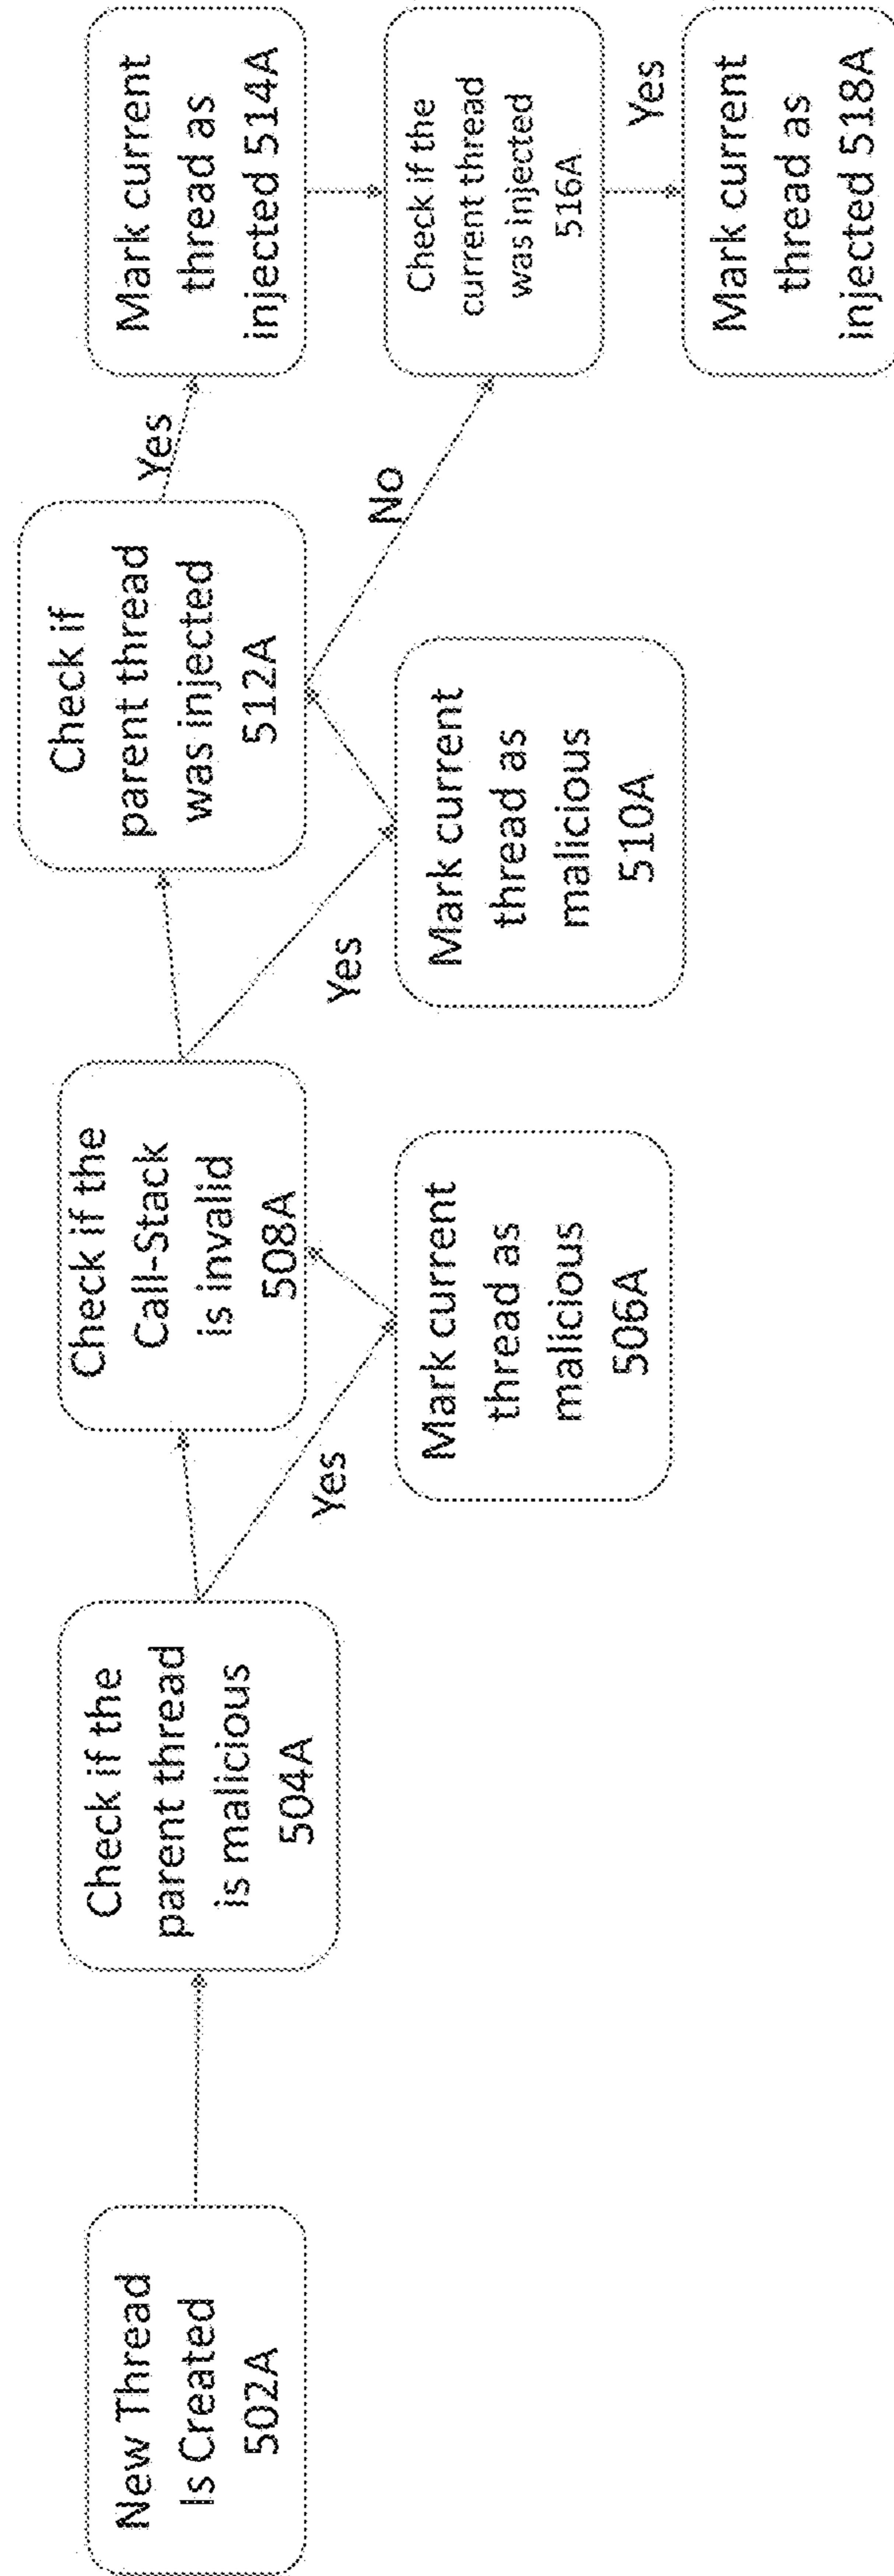 New Thread
Is Created
502A
Check if the
parent thread
is malicious
504A
Yes
Mark current
thread as
malicious
506A
Check if the
Call-Stack
is invalid
508A
Yes
Mark current
thread as
malicious
510A
Check if
parent thread
was injected
512A
Yes
No
Mark current
thread as
injected 514A
Check if the
current thread
was injected
516A
Yes
Mark current
thread as
injected 518A